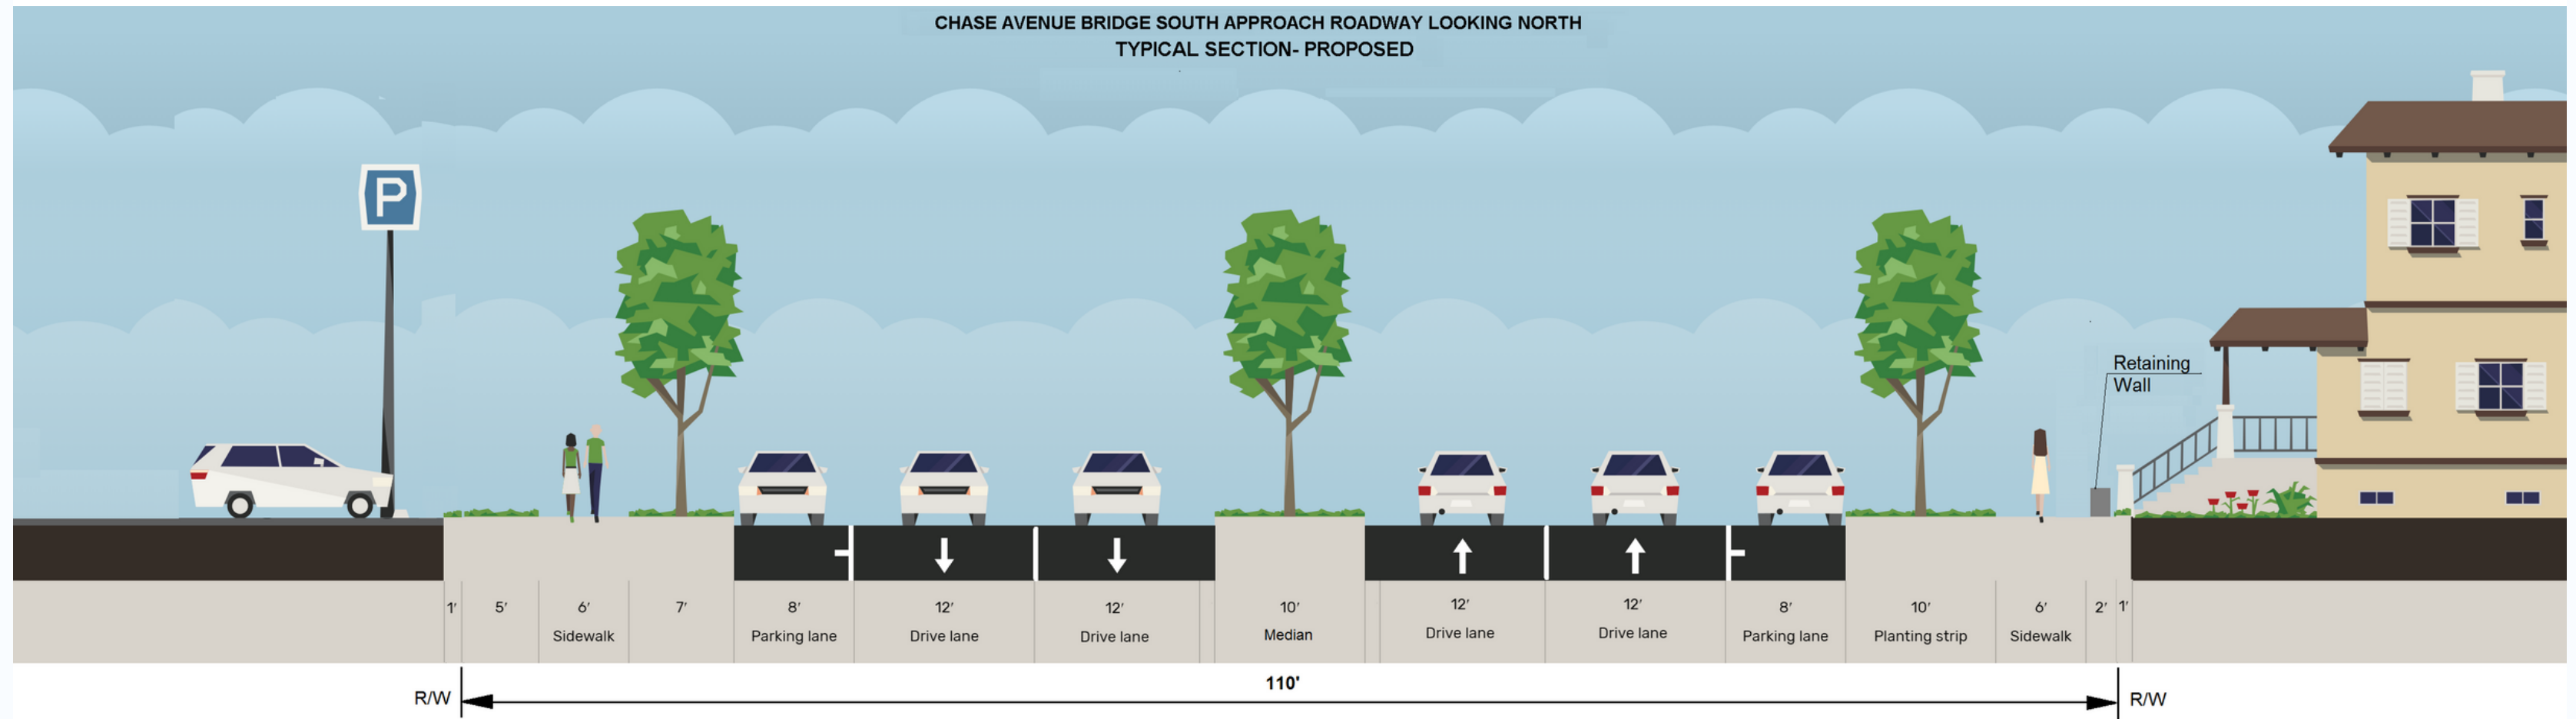 CHASE AVENUE BRIDGE SOUTH APPROACH ROADWAY LOOKING NORTH
TYPICAL SECTION- PROPOSED
P
Retaining
Wall
1' 5' 6' 7' 8' 12' 12' 10' 12' 12' 8' 10' 6' 2' 1'
Sidewalk Parking lane Drive lane Drive lane Median Drive lane Drive lane Parking lane Planting strip Sidewalk
R/W 110' R/W